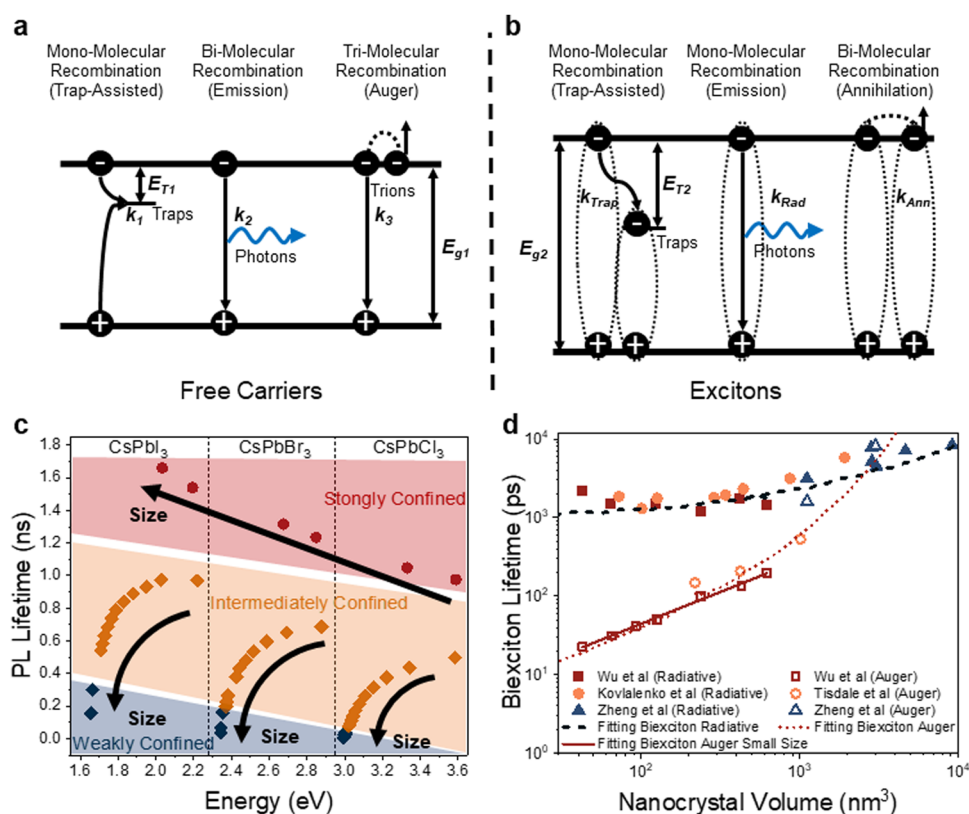 a
Mono-Molecular
Recombination
(Trap-Assisted)
Bi-Molecular
Recombination
(Emission)
Tri-Molecular
Recombination
(Auger)
E_T1
k_1
Traps
k_2
Photons
Trions
k_3
E_g1
Free Carriers
b
Mono-Molecular
Recombination
(Trap-Assisted)
Mono-Molecular
Recombination
(Emission)
Bi-Molecular
Recombination
(Annihilation)
E_g2
k_Trap
E_T2
Traps
k_Rad
Photons
k_Ann
Excitons
c
CsPbI3
CsPbBr3
CsPbCl3
Stongly Confined
Size
Intermediately Confined
Size
Size
Size
Weakly Confined
PL Lifetime (ns)
1.8
1.6
1.4
1.2
1.0
0.8
0.6
0.4
0.2
0.0
1.6 1.8 2.0 2.2 2.4 2.6 2.8 3.0 3.2 3.4 3.6
Energy (eV)
d
Biexciton Lifetime (ps)
10^4
10^3
10^2
10^1
10^0
Wu et al (Radiative)
Wu et al (Auger)
Kovlalenko et al (Radiative)
Tisdale et al (Auger)
Zheng et al (Radiative)
Zheng et al (Auger)
Fitting Biexciton Radiative
Fitting Biexciton Auger
Fitting Biexciton Auger Small Size
10^2 10^3 10^4
Nanocrystal Volume (nm^3)